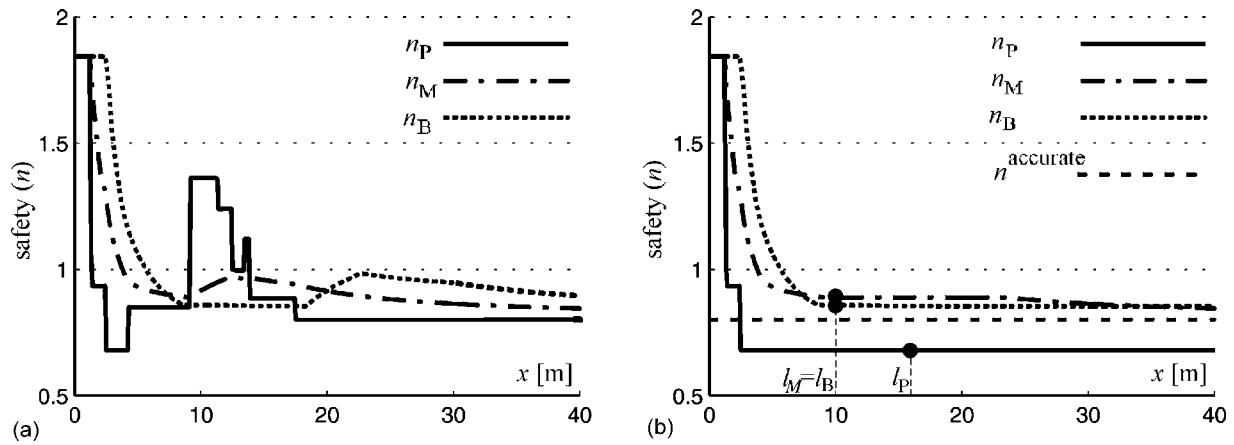 2
1.5
1
0.5
safety (n)
0
10
20
30
40
x [m]
n_P
n_M
n_B
(a)
2
1.5
1
0.5
safety (n)
0
10
20
30
40
x [m]
n_P
n_M
n_B
n^accurate
l_M=l_B
l_P
(b)